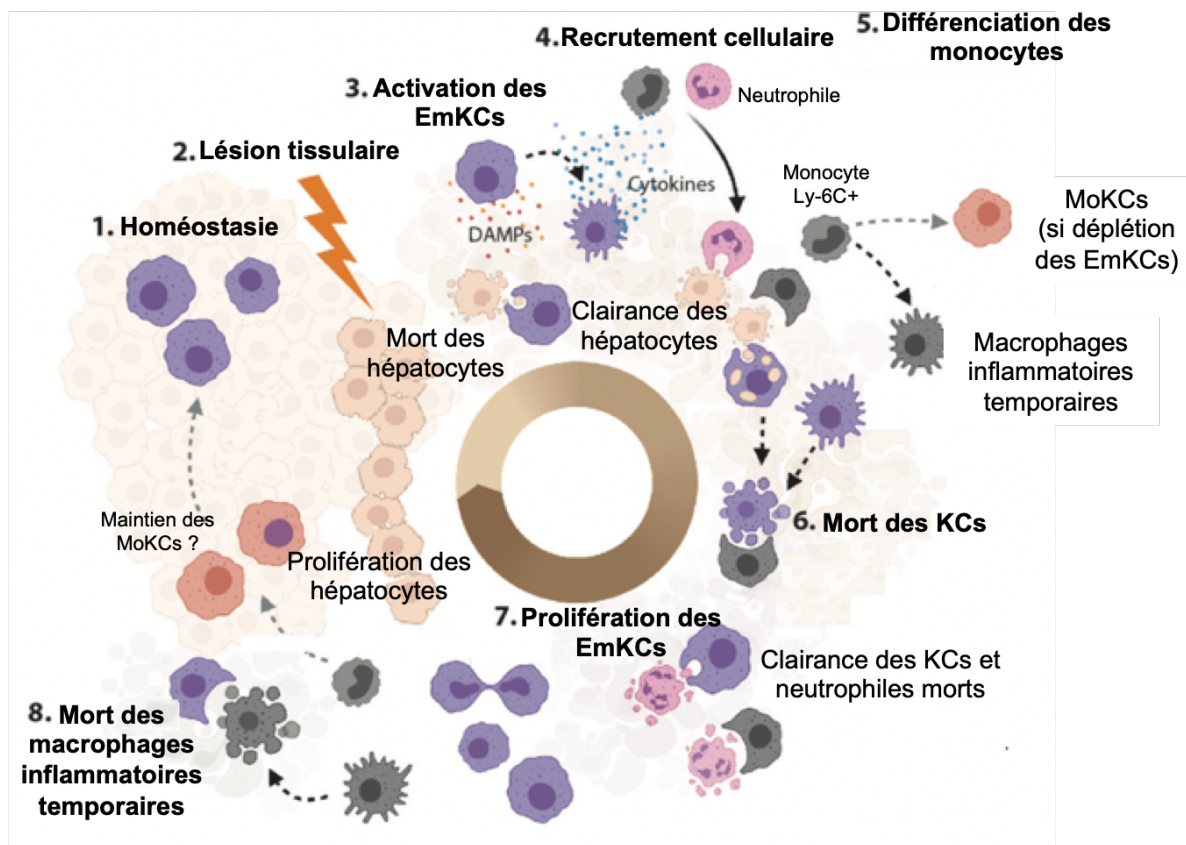 1. Homéostasie
2. Lésion tissulaire
3. Activation des
EmKCs
DAMPs
Cytokines
4. Recrutement cellulaire
Neutrophile
5. Différenciation des
monocytes
Monocyte
Ly-6C+
MoKCs
(si déplétion
des EmKCs)
Macrophages
inflammatoires
temporaires
Mort des
hépatocytes
Clairance des
hépatocytes
6. Mort des KCs
7. Prolifération des
EmKCs
Clairance des KCs et
neutrophiles morts
8. Mort des
macrophages
inflammatoires
temporaires
Maintien des
MoKCs ?
Prolifération des
hépatocytes